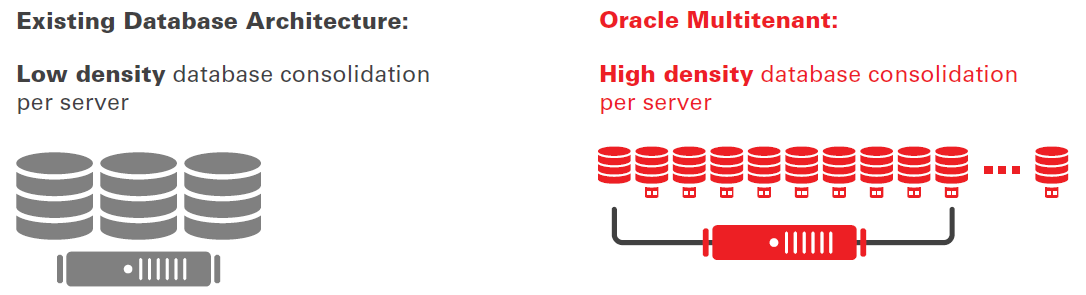 Existing Database Architecture:
Low density database consolidation
per server
Oracle Multitenant:
High density database consolidation
per server